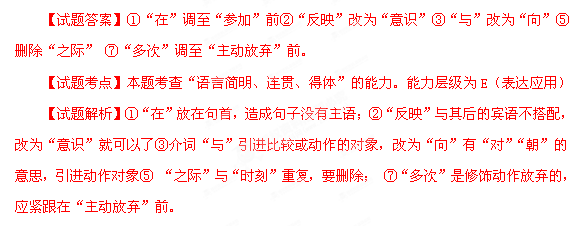 【试题答案】①“在”调至“参加”前②“反映”改为“意识”③“与”改为“向”⑤
删除“之际” ⑦“多次”调至“主动放弃”前。
【试题考点】本题考查“语言简明、连贯、得体”的能力。能力层级为 E（表达应用）
【试题解析】①“在”放在句首，造成句子没有主语；②“反映”与其后的宾语不搭配，
改为“意识”就可以了③介词“与”引进比较或动作的对象，改为“向”有“对”“朝”的
意思，引进动作对象⑤ “之际”与“时刻”重复，要删除； ⑦“多次”是修饰动作放弃的，
应紧跟在“主动放弃”前。